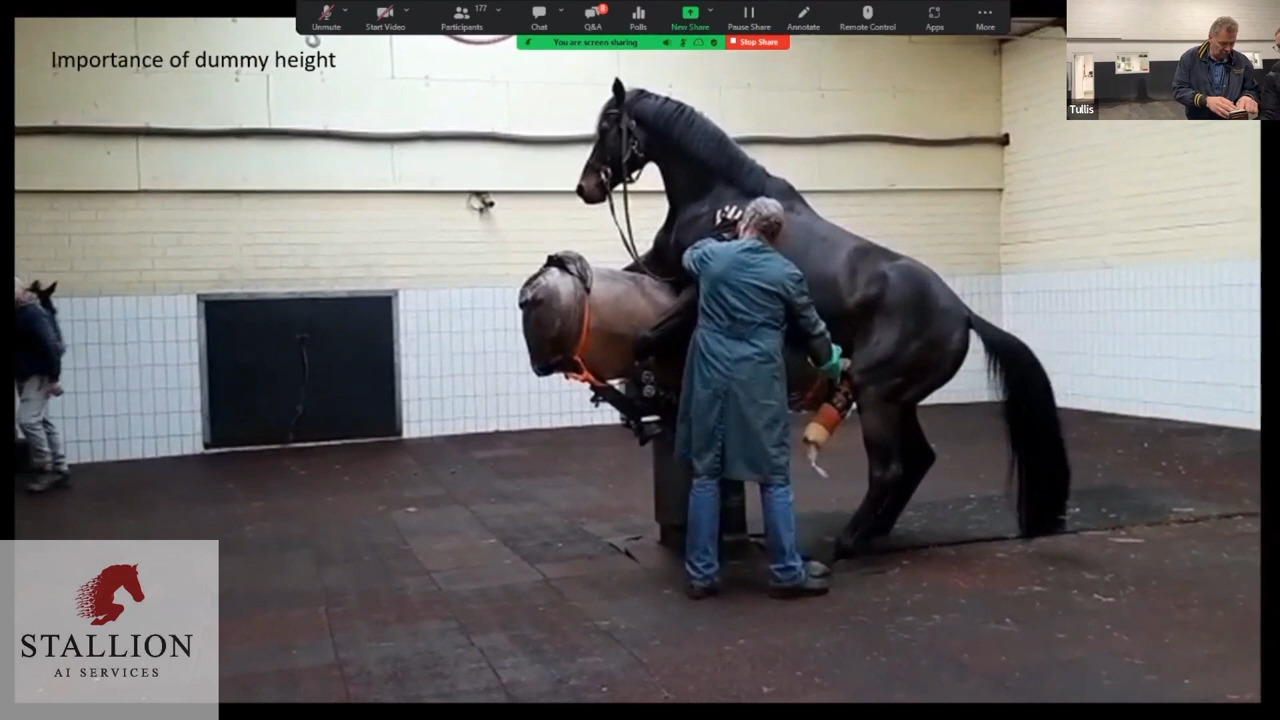 Unmute
Start Video
Participants
177
Chat
Q&A
8
Polls
New Share
Pause Share
Annotate
Remote Control
Apps
More
You are screen sharing
Stop Share
Importance of dummy height
Tullis
STALLION
AI SERVICES